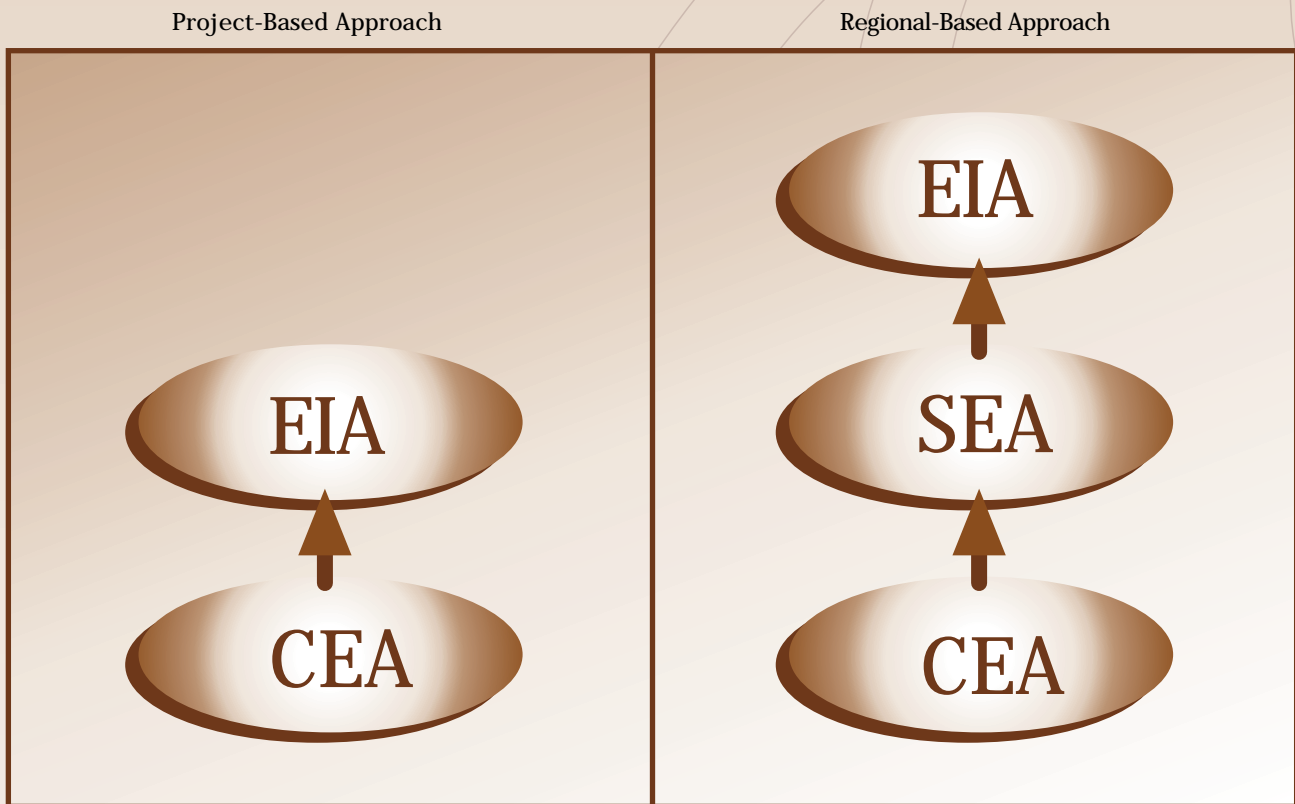 Project-Based Approach
Regional-Based Approach
EIA
CEA
EIA
SEA
CEA